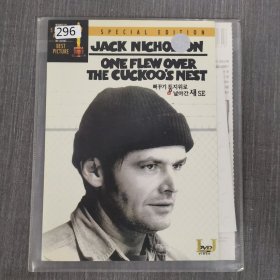 SPECIAL EDITION
296
BEST
PICTURE
JACK NICHOLSON
ONE FLEW OVER
THE CUCKOO'S NEST
뻐꾸기 둥지위로
날아간 새 SE
DVD